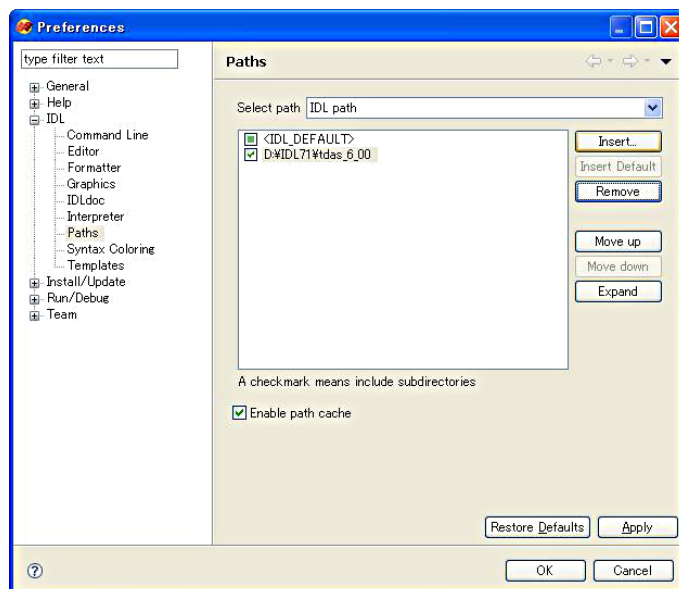 Preferences
type filter text
Paths
General
Help
IDL
Command Line
Editor
Formatter
Graphics
IDLdoc
Interpreter
Paths
Syntax Coloring
Templates
Install/Update
Run/Debug
Team
Select path IDL path
<IDL_DEFAULT>
D:¥IDL71¥tdas_6_00
Insert...
Insert Default
Remove
Move up
Move down
Expand
A checkmark means include subdirectories
Enable path cache
Restore Defaults Apply
OK Cancel